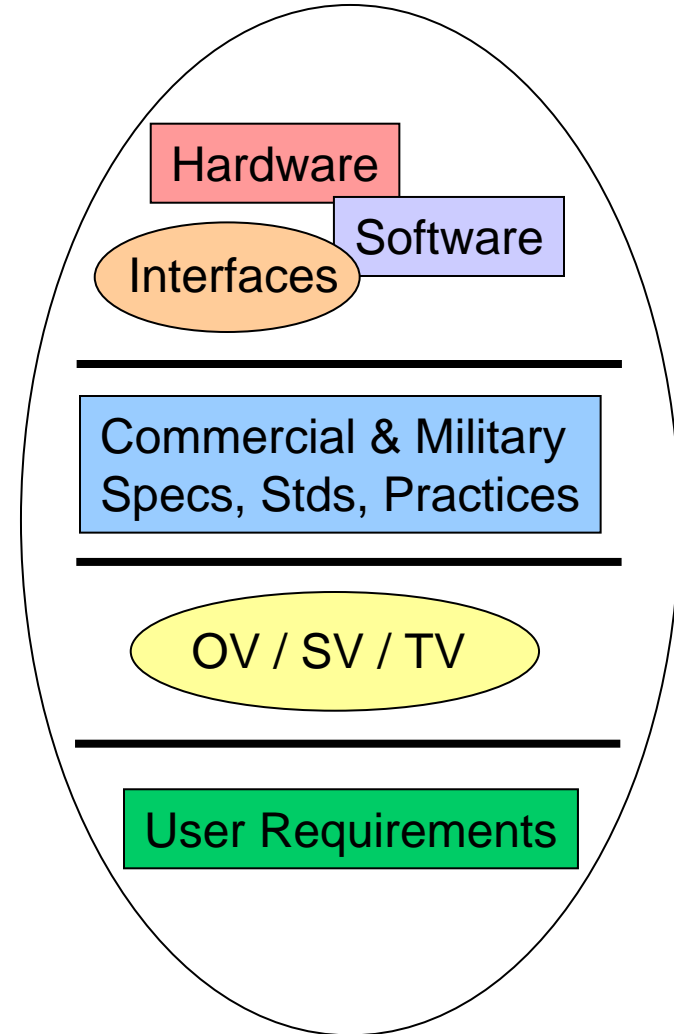 Hardware
Software
Interfaces
Commercial & Military
Specs, Stds, Practices
OV / SV / TV
User Requirements